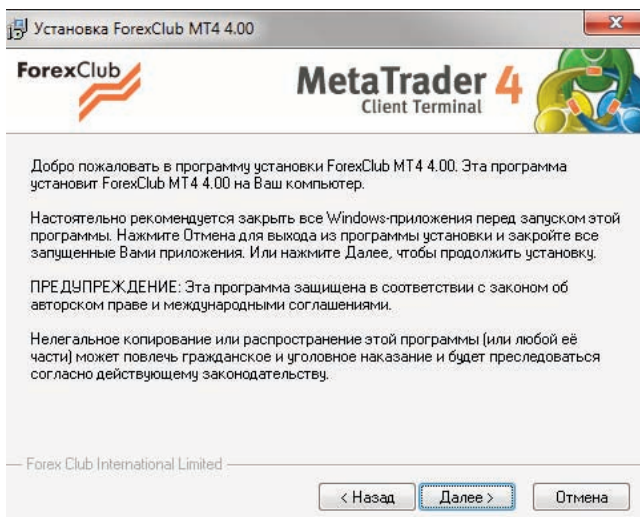 Установка ForexClub MT4 4.00
ForexClub
MetaTrader 4
Client Terminal
Добро пожаловать в программу установки ForexClub MT4 4.00. Эта программа
установит ForexClub MT4 4.00 на Ваш компьютер.
Настоятельно рекомендуется закрыть все Windows-приложения перед запуском этой
программы. Нажмите Отмена для выхода из программы установки и закройте все
запущенные Вами приложения. Или нажмите Далее, чтобы продолжить установку.
ПРЕДУПРЕЖДЕНИЕ: Эта программа защищена в соответствии с законом об
авторском праве и международными соглашениями.
Нелегальное копирование или распространение этой программы (или любой её
части) может повлечь гражданское и уголовное наказание и будет преследоваться
согласно действующему законодательству.
Forex Club International Limited
< Назад Далее > Отмена